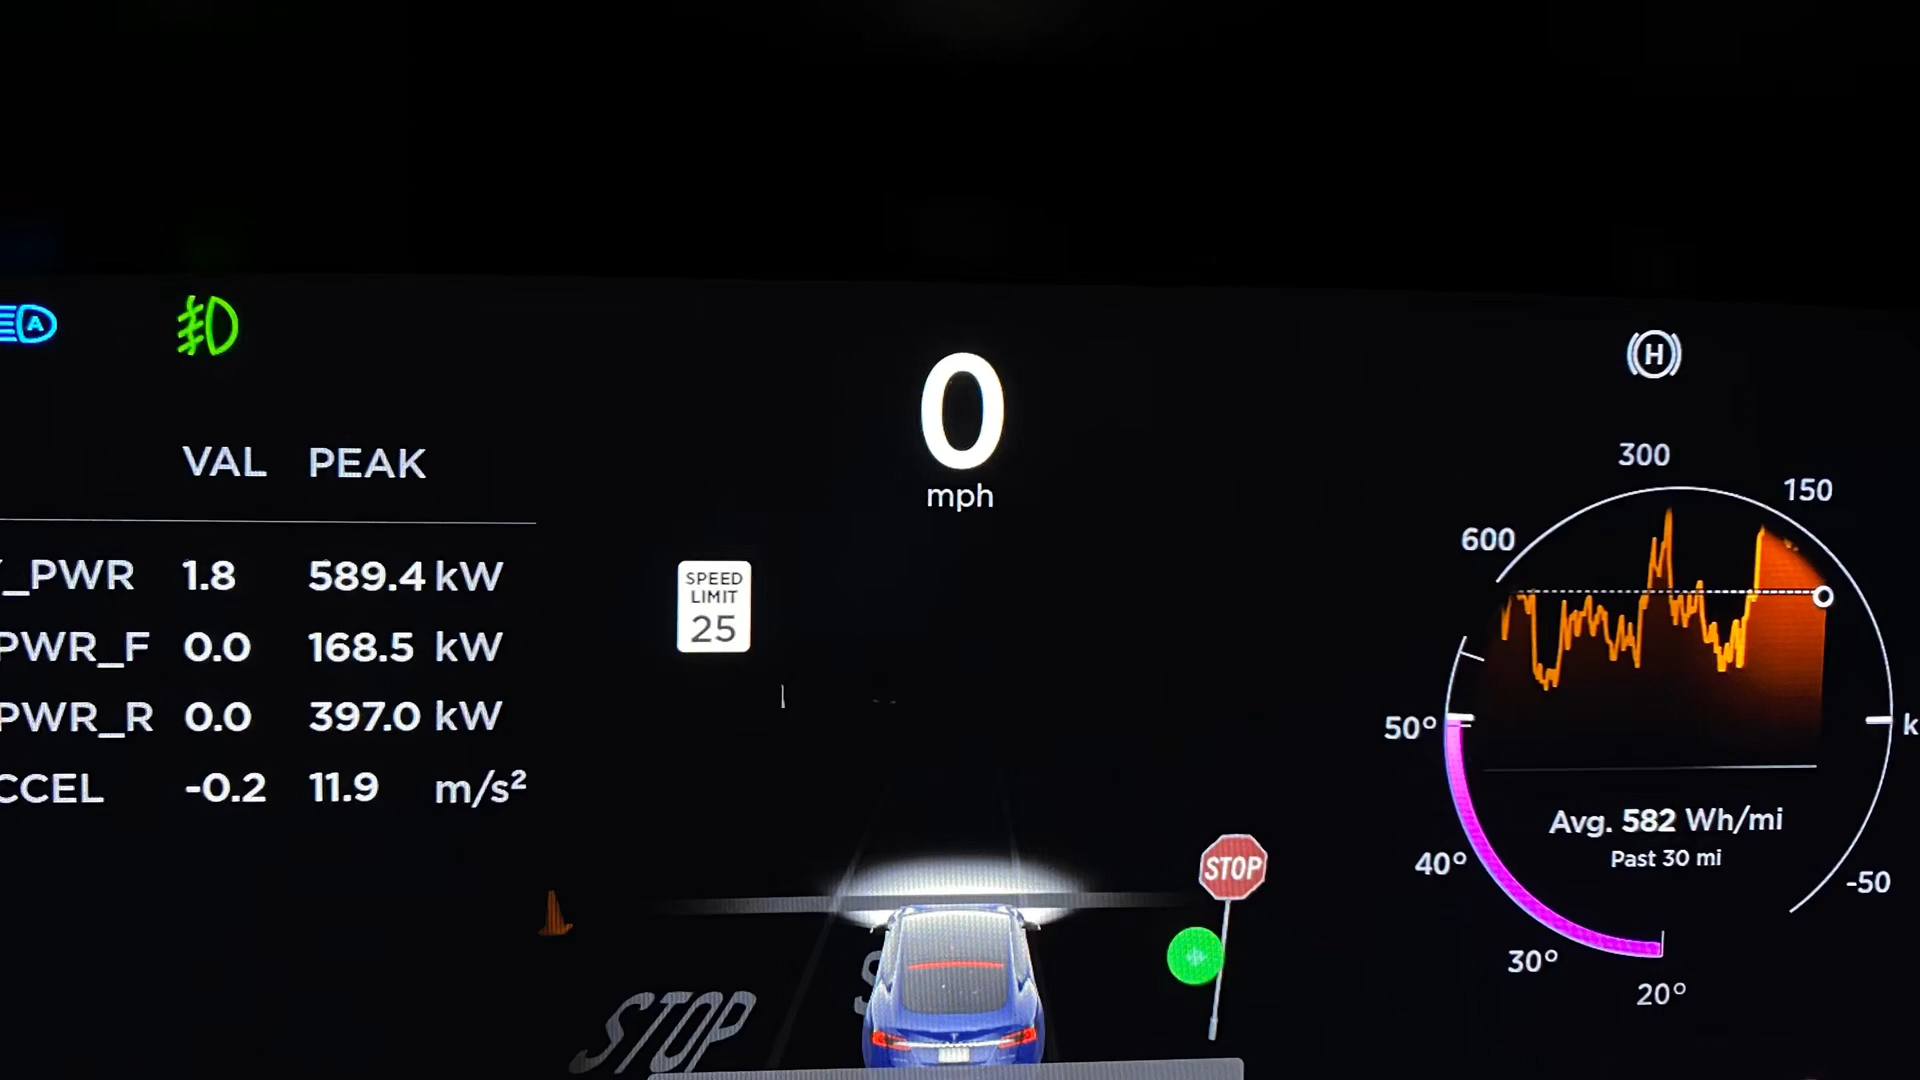 A
H
0
mph
VAL PEAK
_PWR 1.8 589.4 kW
PWR_F 0.0 168.5 kW
PWR_R 0.0 397.0 kW
CCEL -0.2 11.9 m/s²
SPEED
LIMIT
25
STOP
STOP
S
300
150
600
50°
40°
30°
20°
k
-50
Avg. 582 Wh/mi
Past 30 mi